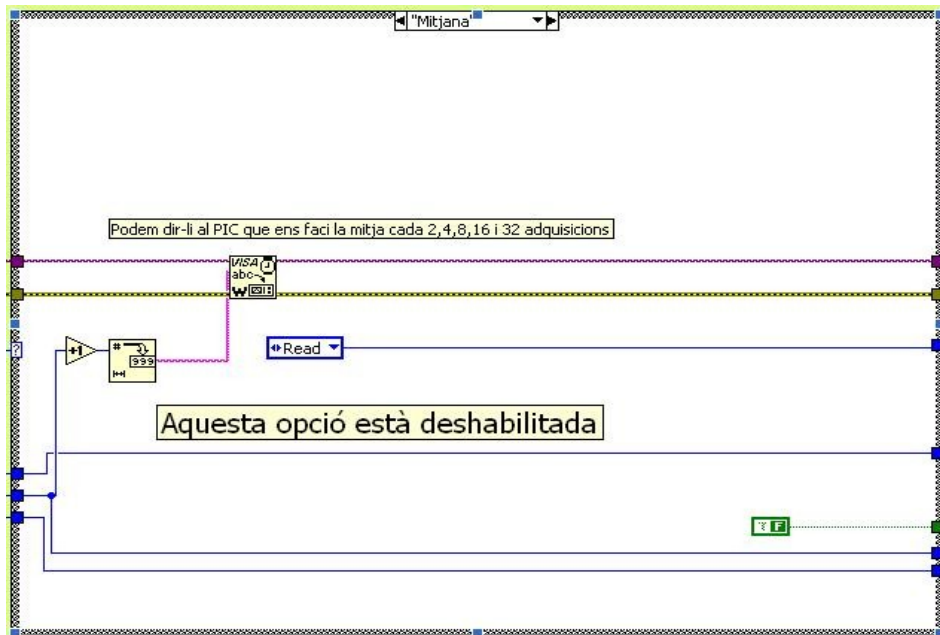 "Mitjana"
Podem dir-li al PIC que ens faci la mitja cada 2,4,8,16 i 32 adquisicions
VISA
abc
W
?
+1
#
999
Read
Aquesta opció està deshabilitada
F